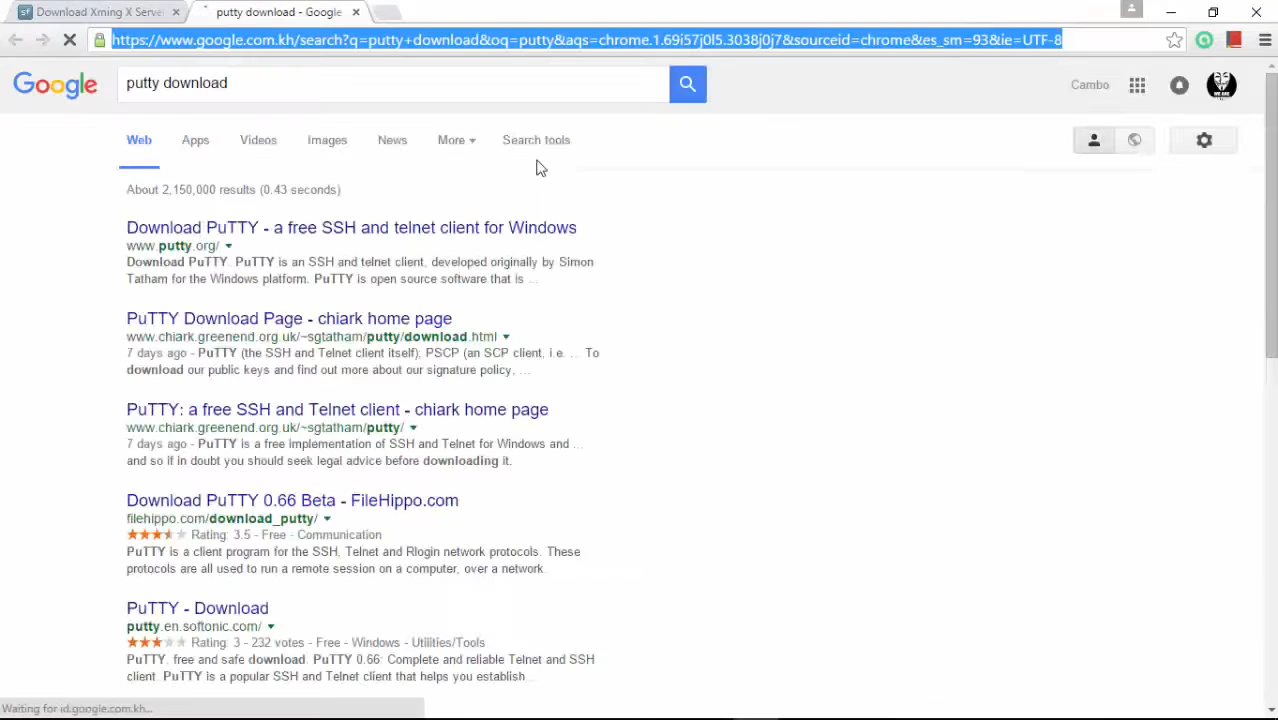 Download Xming X Serve
putty download - Google
https://www.google.com.kh/search?q=putty+download&oq=putty&aqs=chrome.1.69i57j0l5.3038j0j7&sourceid=chrome&es_sm=93&ie=UTF-8
Google
putty download
Cambo
Web Apps Videos Images News More Search tools
About 2,150,000 results (0.43 seconds)
Download PuTTY - a free SSH and telnet client for Windows
www.putty.org/
Download PuTTY. PuTTY is an SSH and telnet client, developed originally by Simon
Tatham for the Windows platform. PuTTY is open source software that is ...
PuTTY Download Page - chiark home page
www.chiark.greenend.org.uk/~sgtatham/putty/download.html
7 days ago - PuTTY (the SSH and Telnet client itself); PSCP (an SCP client, i.e. ... To
download our public keys and find out more about our signature policy, ...
PuTTY: a free SSH and Telnet client - chiark home page
www.chiark.greenend.org.uk/~sgtatham/putty/
7 days ago - PuTTY is a free implementation of SSH and Telnet for Windows and ...
and so if in doubt you should seek legal advice before downloading it.
Download PuTTY 0.66 Beta - FileHippo.com
filehippo.com/download_putty/
Rating: 3.5 - Free - Communication
PuTTY is a client program for the SSH, Telnet and Rlogin network protocols. These
protocols are all used to run a remote session on a computer, over a network.
PuTTY - Download
putty.en.softonic.com/
Rating: 3 - 232 votes - Free - Windows - Utilities/Tools
PuTTY, free and safe download. PuTTY 0.66: Complete and reliable Telnet and SSH
client. PuTTY is a popular SSH and Telnet client that helps you establish ...
Waiting for id.google.com.kh...